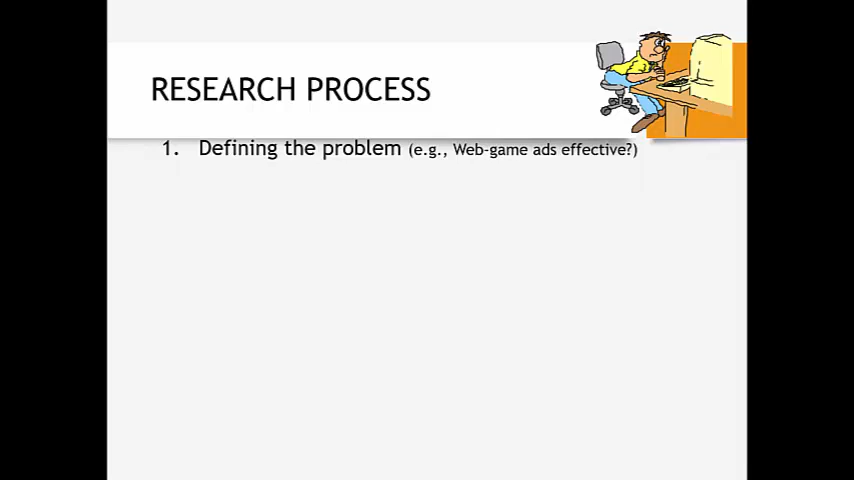 RESEARCH PROCESS
1. Defining the problem (e.g., Web-game ads effective?)